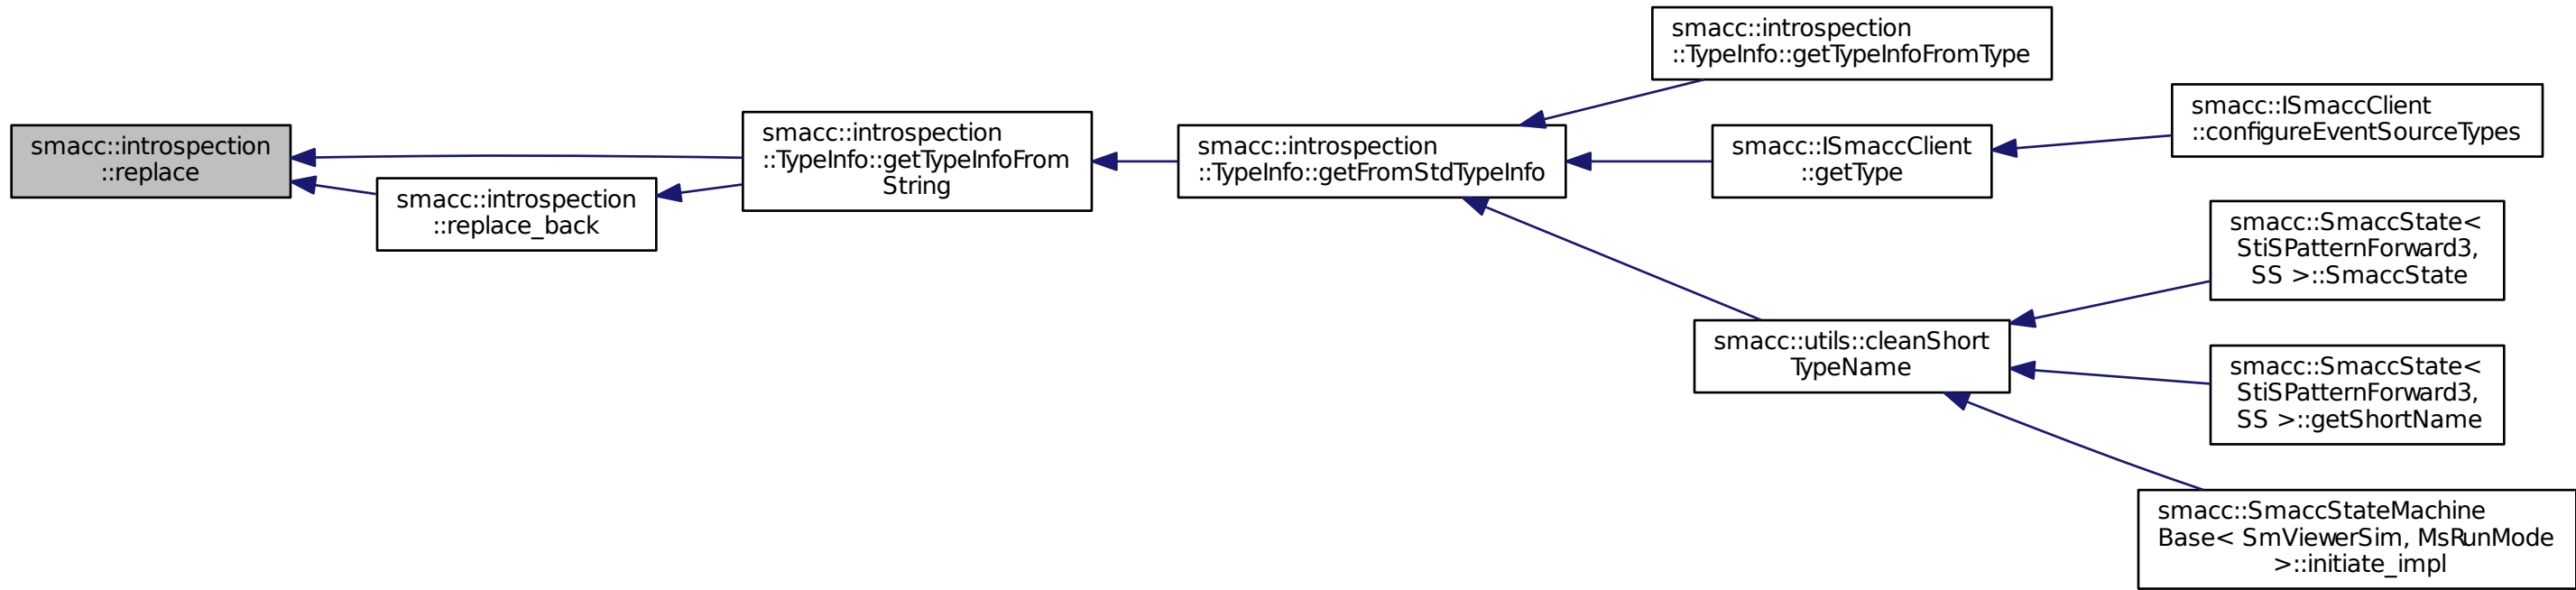 smacc::introspection
::replace
smacc::introspection
::replace_back
smacc::introspection
::TypeInfo::getTypeInfoFrom
String
smacc::introspection
::TypeInfo::getFromStdTypeInfo
smacc::introspection
::TypeInfo::getTypeInfoFromType
smacc::ISmaccClient
::getType
smacc::utils::cleanShort
TypeName
smacc::ISmaccClient
::configureEventSourceTypes
smacc::SmaccState<
StiSPatternForward3,
SS >::SmaccState
smacc::SmaccState<
StiSPatternForward3,
SS >::getShortName
smacc::SmaccStateMachine
Base< SmViewerSim, MsRunMode
>::initiate_impl